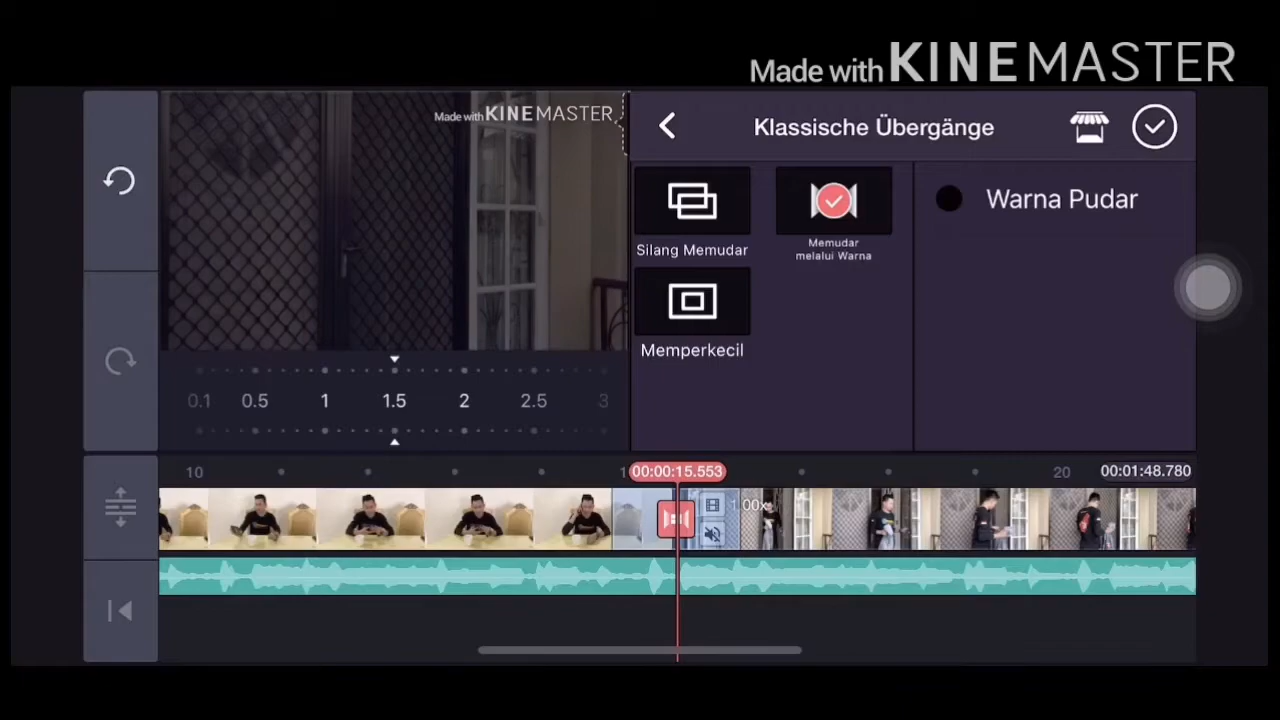 Made with KINEMASTER
Made with KINEMASTER
Klassische Übergänge
Silang Memudar
Memudar
melalui Warna
Warna Pudar
Memperkecil
0.1 0.5 1 1.5 2 2.5 3
10
00:00:15.553
20
00:01:48.780
1.00x